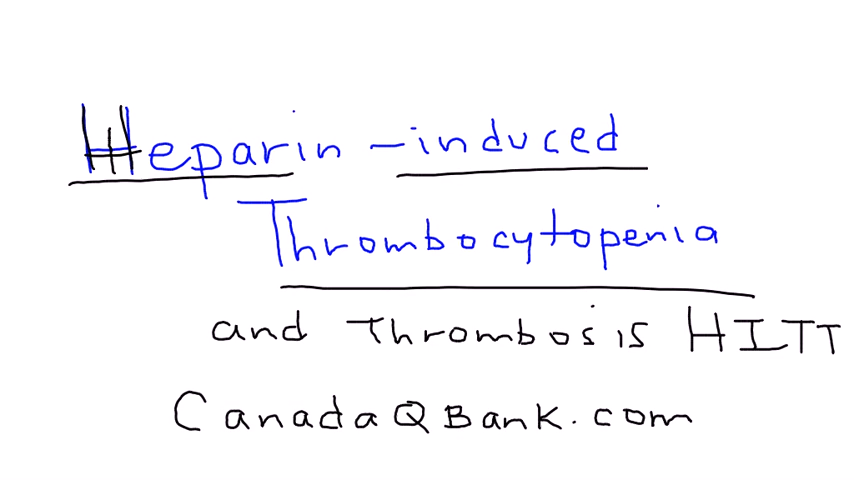 Heparin-induced
Thrombocytopenia
and Thrombosis HITT
CanadaQBank.com